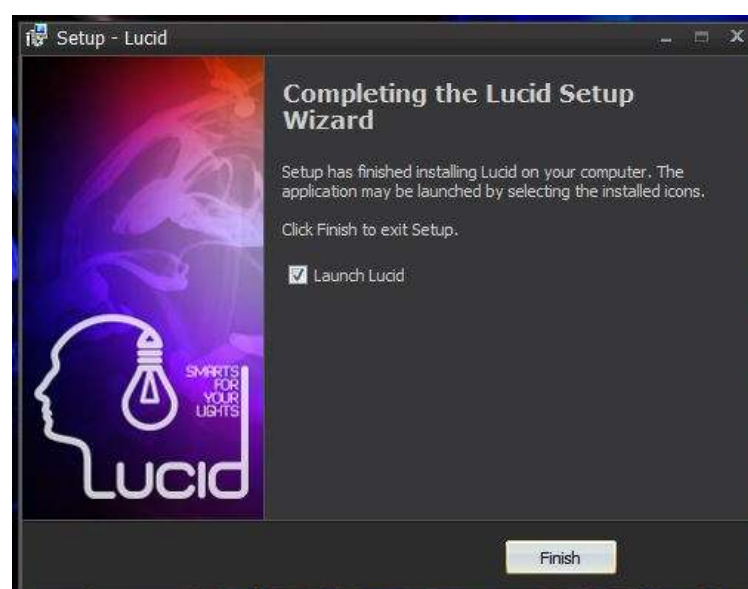 Setup - Lucid
Completing the Lucid Setup
Wizard
Setup has finished installing Lucid on your computer. The
application may be launched by selecting the installed icons.
Click Finish to exit Setup.
Launch Lucid
SMARTS
FOR
YOUR
LIGHTS
LUCID
Finish